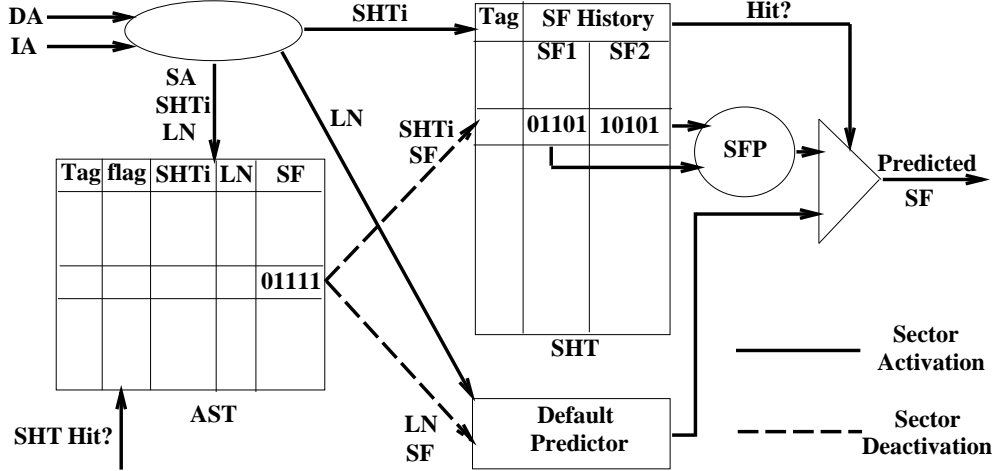 DA
IA
SHTi
SA
SHTi
LN
LN
SHTi
SF
Tag
SF History
SF1
SF2
01101
10101
SHT
Hit?
SFP
Predicted
SF
Tag
flag
SHTi
LN
SF
01111
AST
SHT Hit?
LN
SF
Default
Predictor
Sector
Activation
Sector
Deactivation